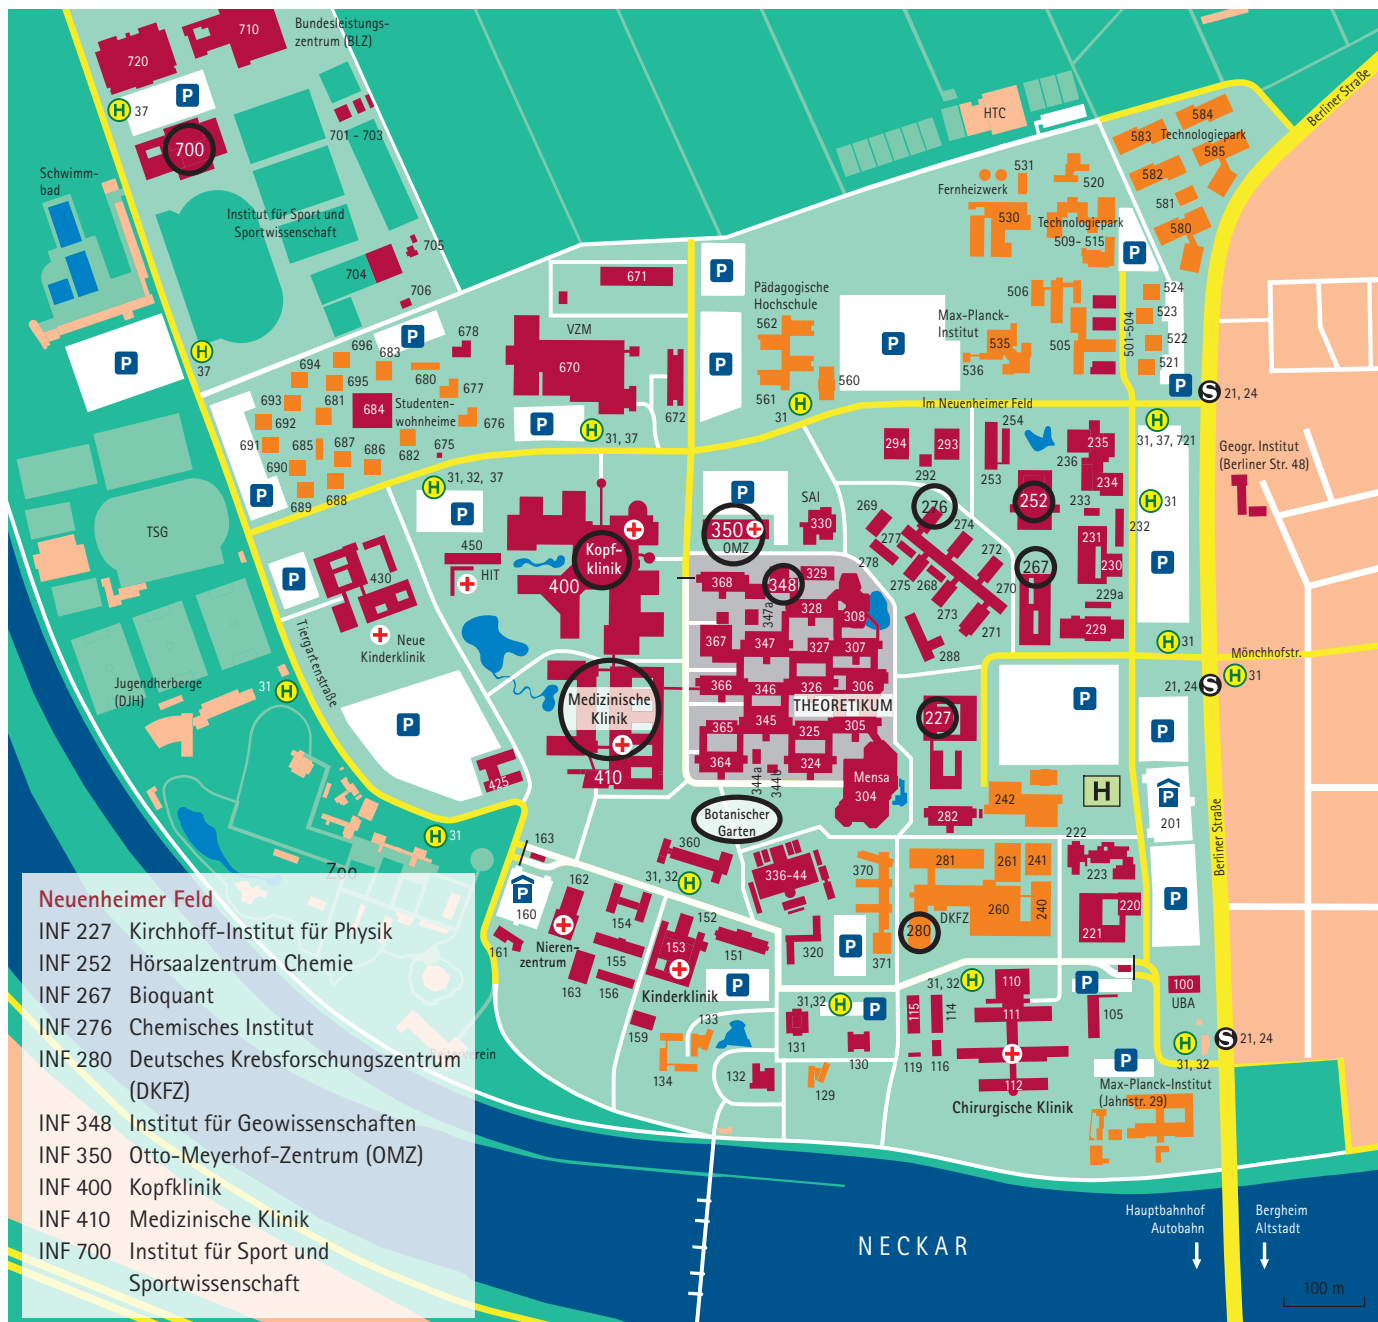 Bundesleistungs-
zentrum (BLZ)
710
720
P
H 37
700
701 - 703
Schwimm-
bad
Institut für Sport und
Sportwissenschaft
705
704
706
P
H
37
HTC
Berliner Straße
584
583
Technologiepark
585
582
581
580
531
520
Fernheizwerk
530
Technologiepark
509- 515
P
671
P
Pädagogische
Hochschule
562
561
560
H
31
P
P
VZM
670
672
P
H 31, 37
506
Max-Planck-
Institut
535
536
505
501-504
524
523
522
521
P
S 21, 24
678
P
696
683
694
695
680
677
693
681
684
Studenten-
wohnheime
676
692
691
685
687
686
682
675
690
688
689
P
H 31, 32, 37
P
Im Neuenheimer Feld
H
31, 37, 721
294
293
292
254
253
252
235
236
234
233
232
231
230
229a
229
H 31
P
Geogr. Institut
(Berliner Str. 48)
TSG
P
430
450
HIT
Kopf-
klinik
400
P
350
OMZ
SAI
330
269
276
277
278
274
272
275
268
270
273
271
267
288
368
348
329
347a
328
308
367
347
327
307
366
346
326
306
THEORETIKUM
365
345
325
305
364
344a
344b
324
Mensa
304
H 31
Mönchhofstr.
21, 24 S H 31
Neue
Kinderklinik
Tiergartenstraße
Jugendherberge
(DJH)
31 H
P
425
Medizinische
Klinik
410
227
P
P
242
282
H
P
201
Berliner Straße
Botanischer
Garten
H 31
Zoo
163
P
160
162
161
Nieren-
zentrum
163
154
155
156
159
360
31, 32 H
152
153
151
Kinderklinik
P
336-44
320
P
370
371
281
261
241
DKFZ
260
240
280
222
223
220
221
P
133
134
132
31,32 H P
131
130
129
31, 32 H
115
114
119
116
110
111
112
Chirurgische Klinik
P
105
100
UBA
S 21, 24
H
31, 32
P
Max-Planck-Institut
(Jahnstr. 29)
Neuenheimer Feld
INF 227 Kirchhoff-Institut für Physik
INF 252 Hörsaalzentrum Chemie
INF 267 Bioquant
INF 276 Chemisches Institut
INF 280 Deutsches Krebsforschungszentrum
(DKFZ)
INF 348 Institut für Geowissenschaften
INF 350 Otto-Meyerhof-Zentrum (OMZ)
INF 400 Kopfklinik
INF 410 Medizinische Klinik
INF 700 Institut für Sport und
Sportwissenschaft
NECKAR
Hauptbahnhof
Autobahn
Bergheim
Altstadt
100 m